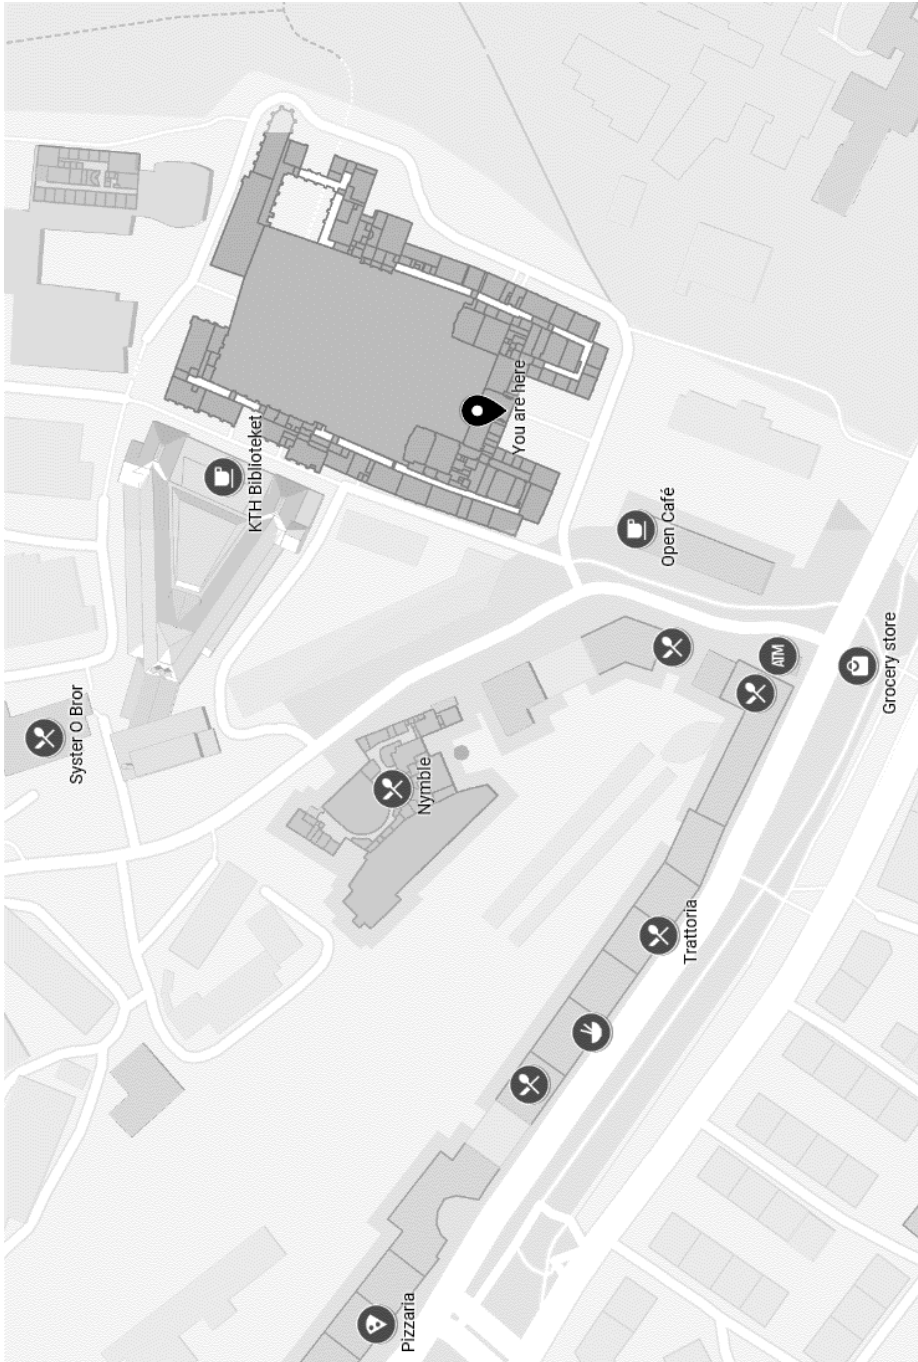 Syster O Bror
KTH Biblioteket
Pizzaria
Nymble
You are here
Open Café
Trattoria
ATM
Grocery store